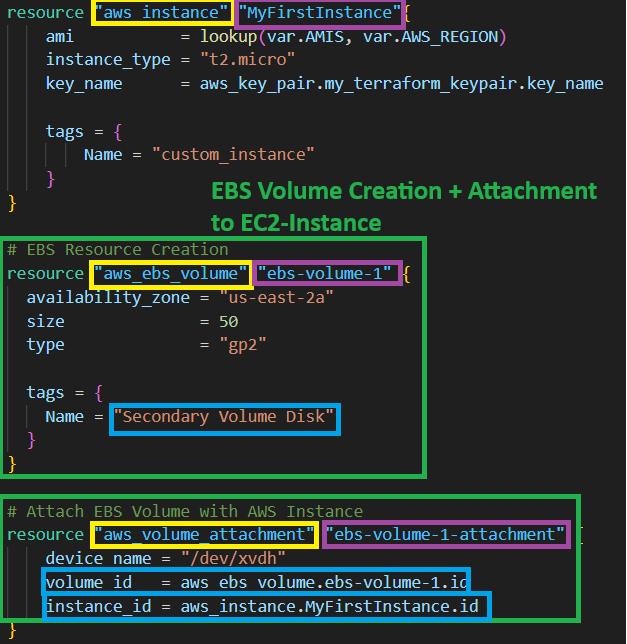 resource "aws_instance" "MyFirstInstance"{
    ami           = lookup(var.AMIS, var.AWS_REGION)
    instance_type = "t2.micro"
    key_name      = aws_key_pair.my_terraform_keypair.key_name
    tags = {
        Name = "custom_instance"
    }
EBS Volume Creation + Attachment
to EC2-Instance
}
# EBS Resource Creation
resource "aws_ebs_volume" "ebs-volume-1" {
  availability_zone = "us-east-2a"
  size              = 50
  type              = "gp2"
  tags = {
    Name = "Secondary Volume Disk"
  }
}
# Attach EBS Volume with AWS Instance
resource "aws_volume_attachment" "ebs-volume-1-attachment" {
    device_name = "/dev/xvdh"
    volume_id   = aws_ebs_volume.ebs-volume-1.id
    instance_id = aws_instance.MyFirstInstance.id
}